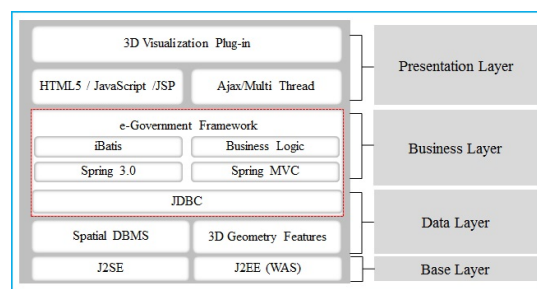 3D Visualization Plug-in
HTML5 / JavaScript /JSP
Ajax/Multi Thread
Presentation Layer
e-Government Framework
iBatis
Business Logic
Spring 3.0
Spring MVC
Business Layer
JDBC
Spatial DBMS
3D Geometry Features
Data Layer
J2SE
J2EE (WAS)
Base Layer